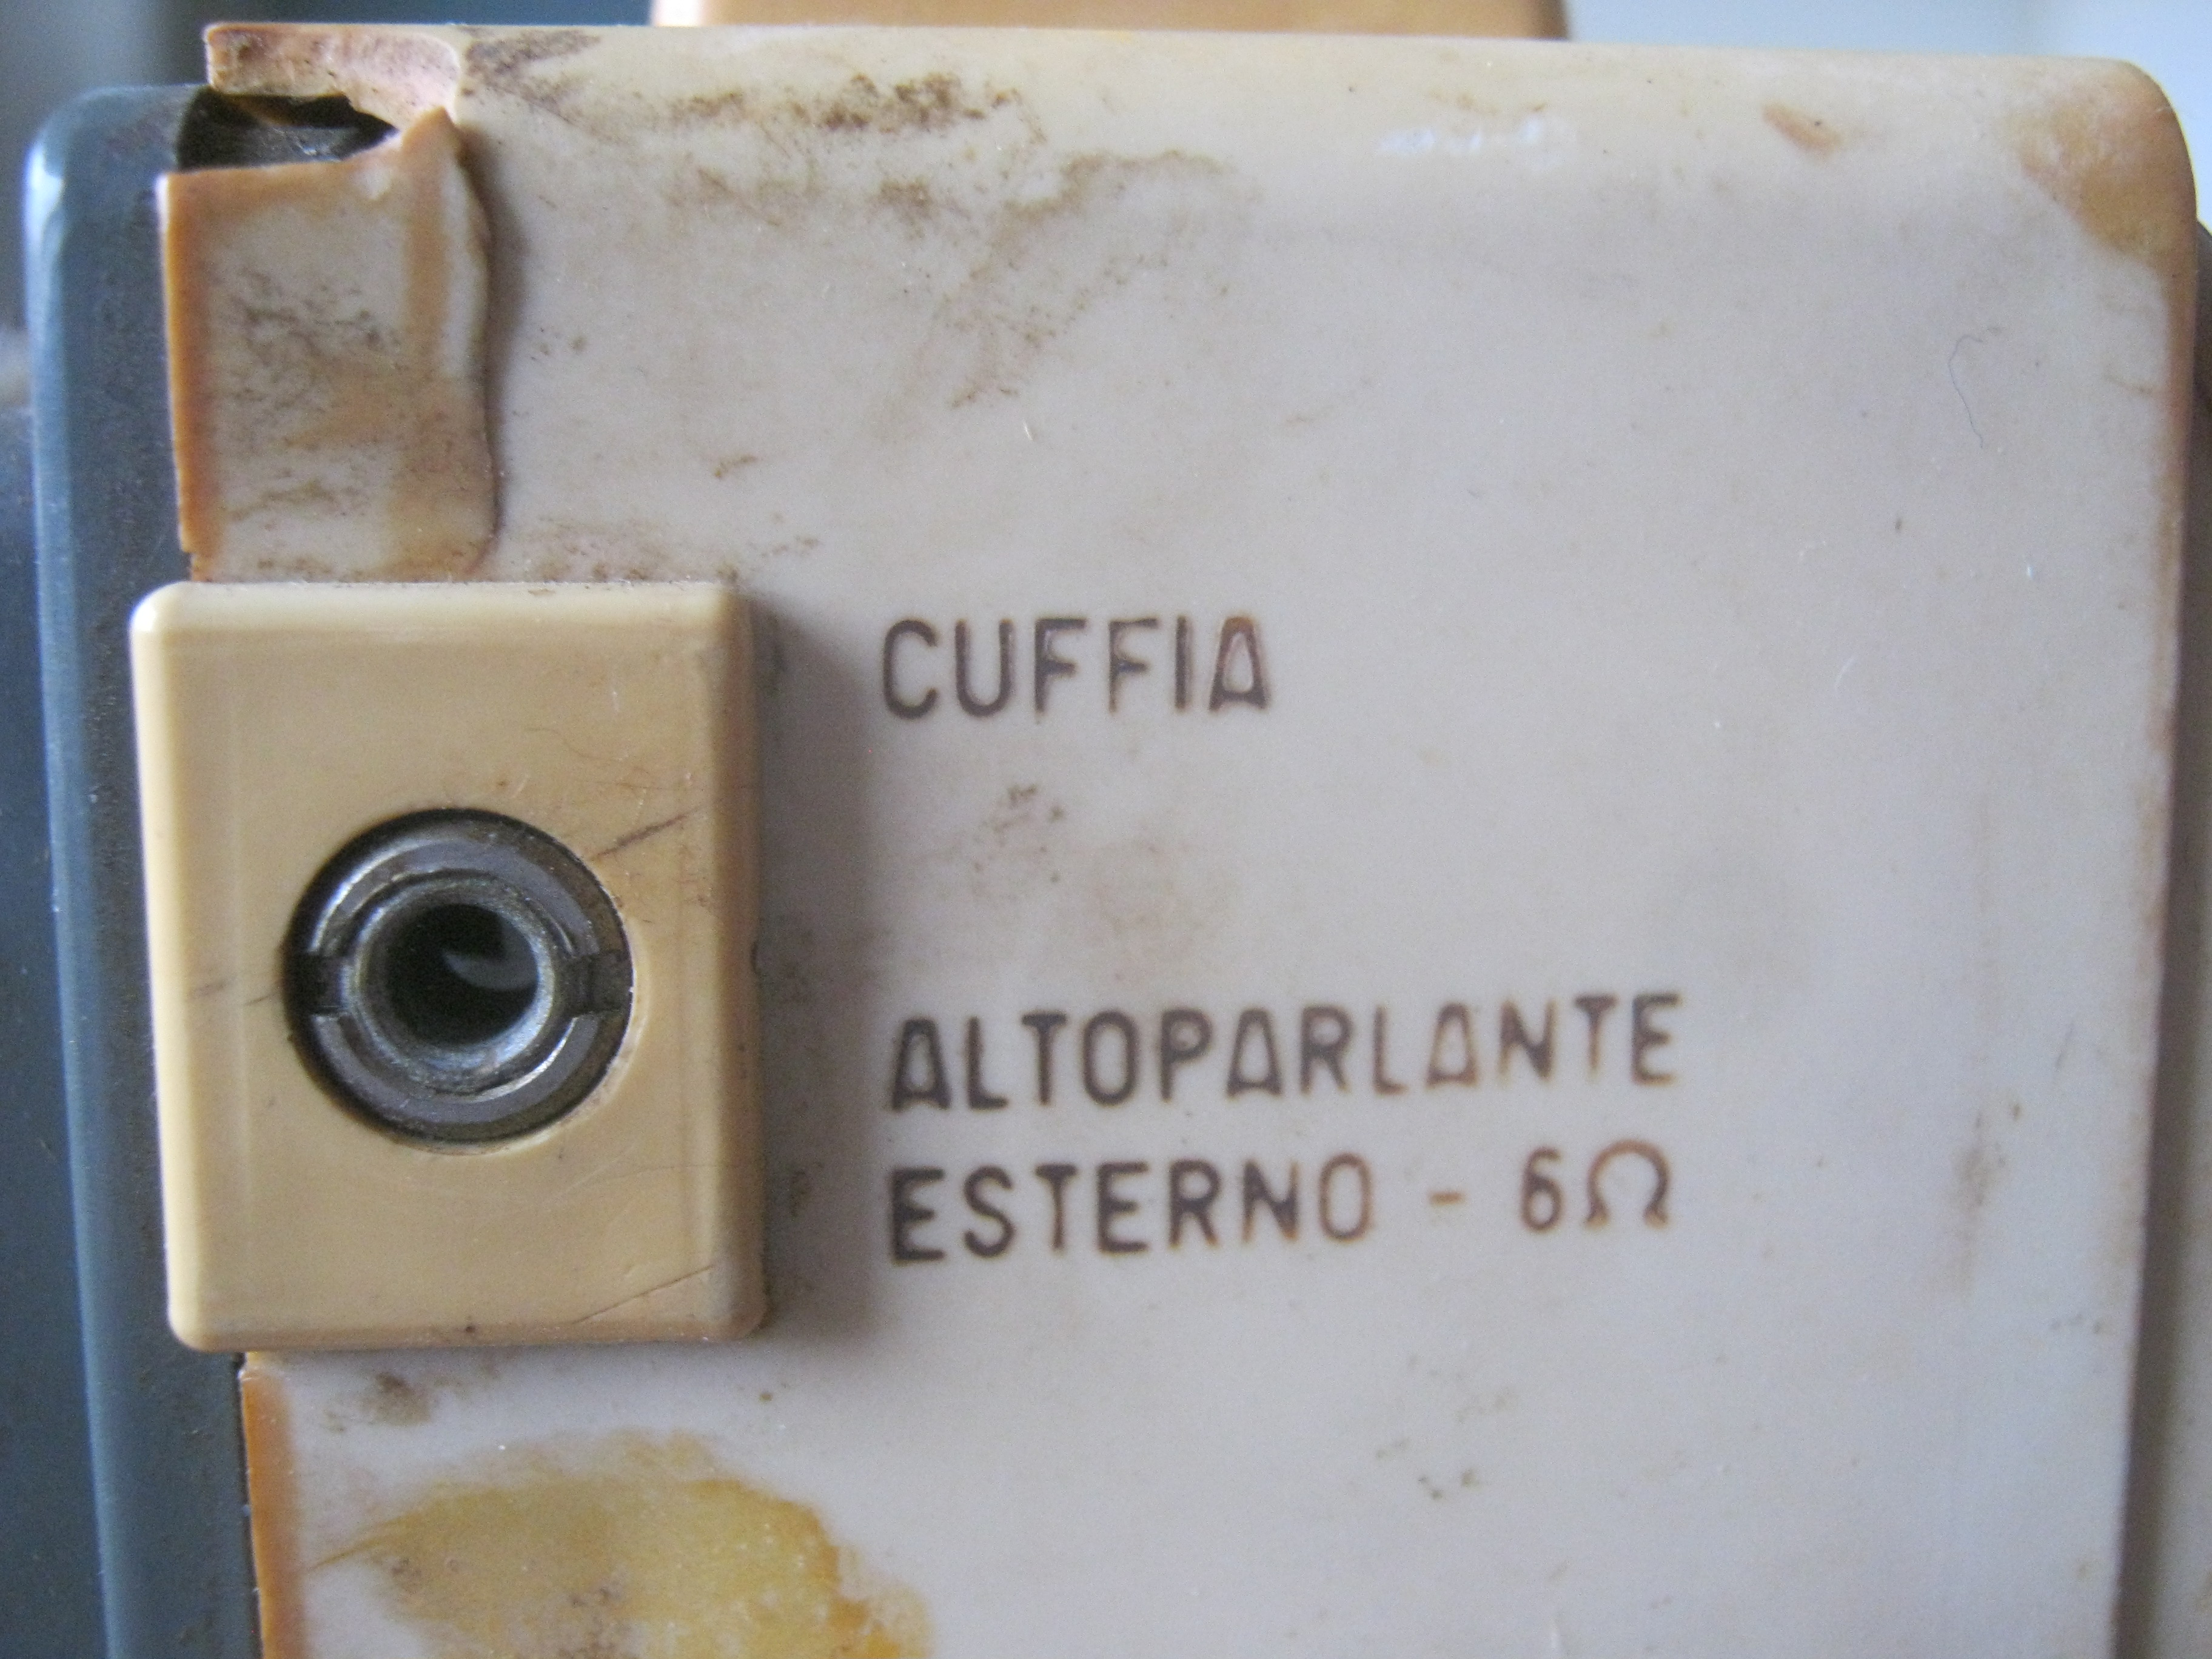 CUFFIA
ALTOPARLANTE
ESTERNO - 6Ω